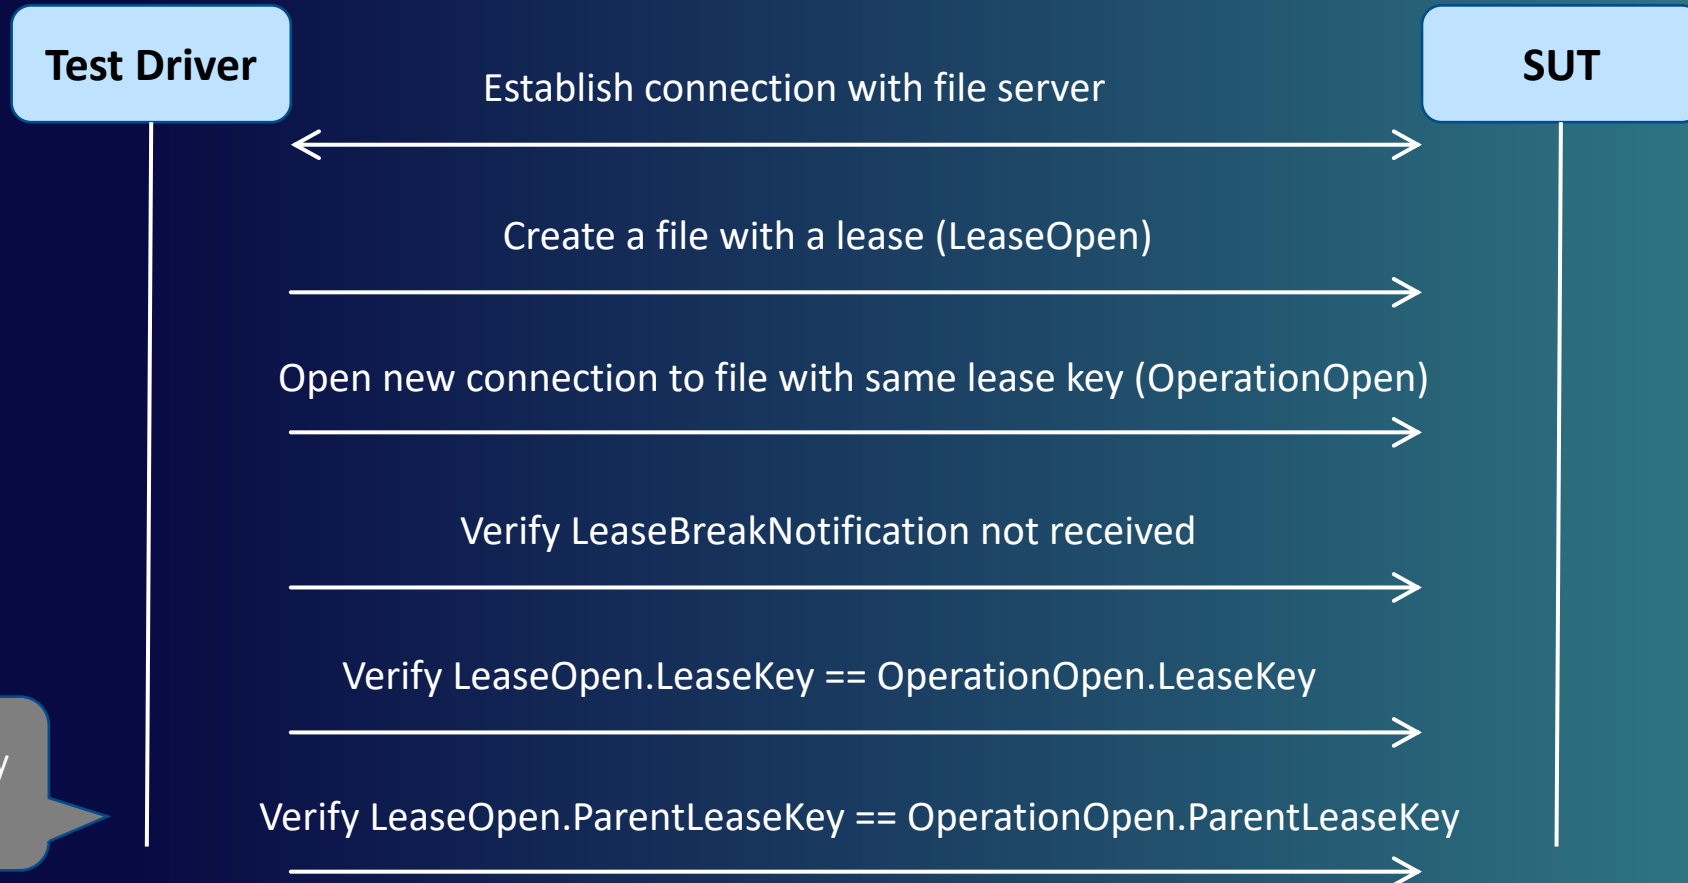 Test Driver
SUT
Establish connection with file server
Create a file with a lease (LeaseOpen)
Open new connection to file with same lease key (OperationOpen)
Verify LeaseBreakNotification not received
Verify LeaseOpen.LeaseKey == OperationOpen.LeaseKey
Verify LeaseOpen.ParentLeaseKey == OperationOpen.ParentLeaseKey